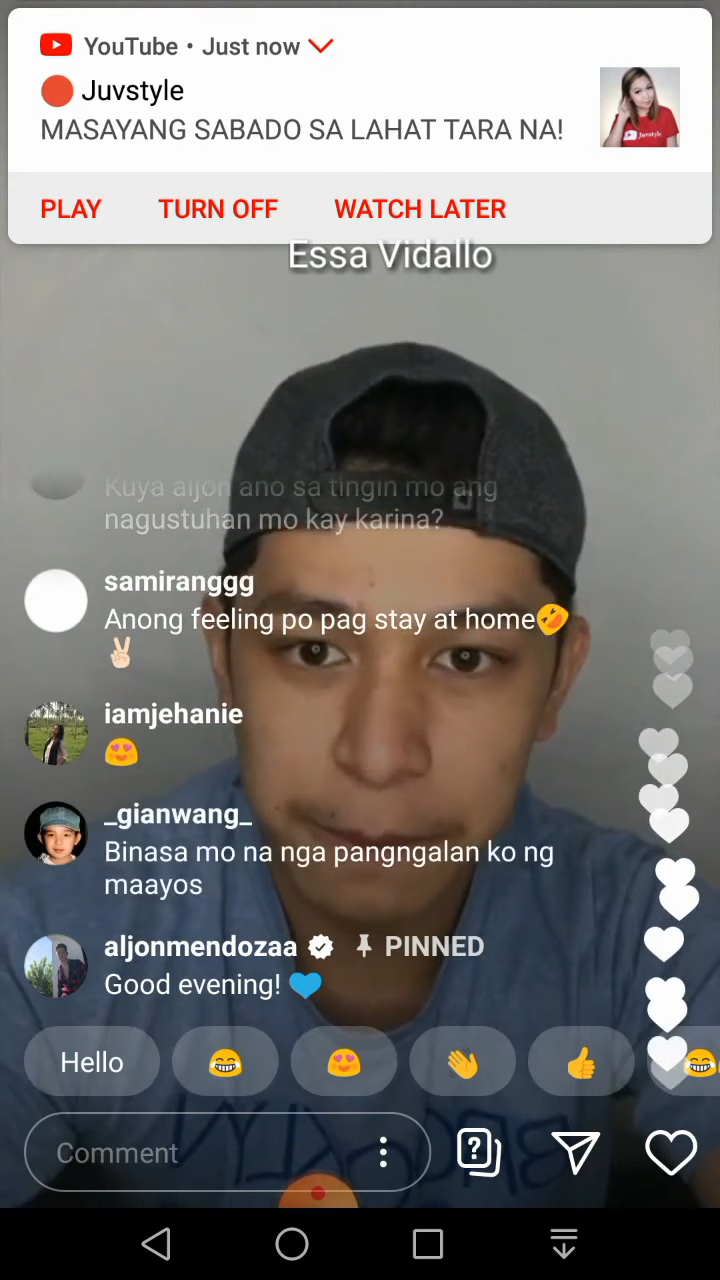 YouTube • Just now
Juvstyle
MASAYANG SABADO SA LAHAT TARA NA!
Juvstyle
PLAY TURN OFF WATCH LATER
Essa Vidallo
Kuya aljon ano sa tingin mo ang
nagustuhan mo kay karina?
samiranggg
Anong feeling po pag stay at home🤣
✌🏻
iamjehanie
😍
_gianwang_
Binasa mo na nga pangngalan ko ng
maayos
aljonmendozaa PINNED
Good evening! 💙
Hello 😂 😍 👋 👍 😂
Comment